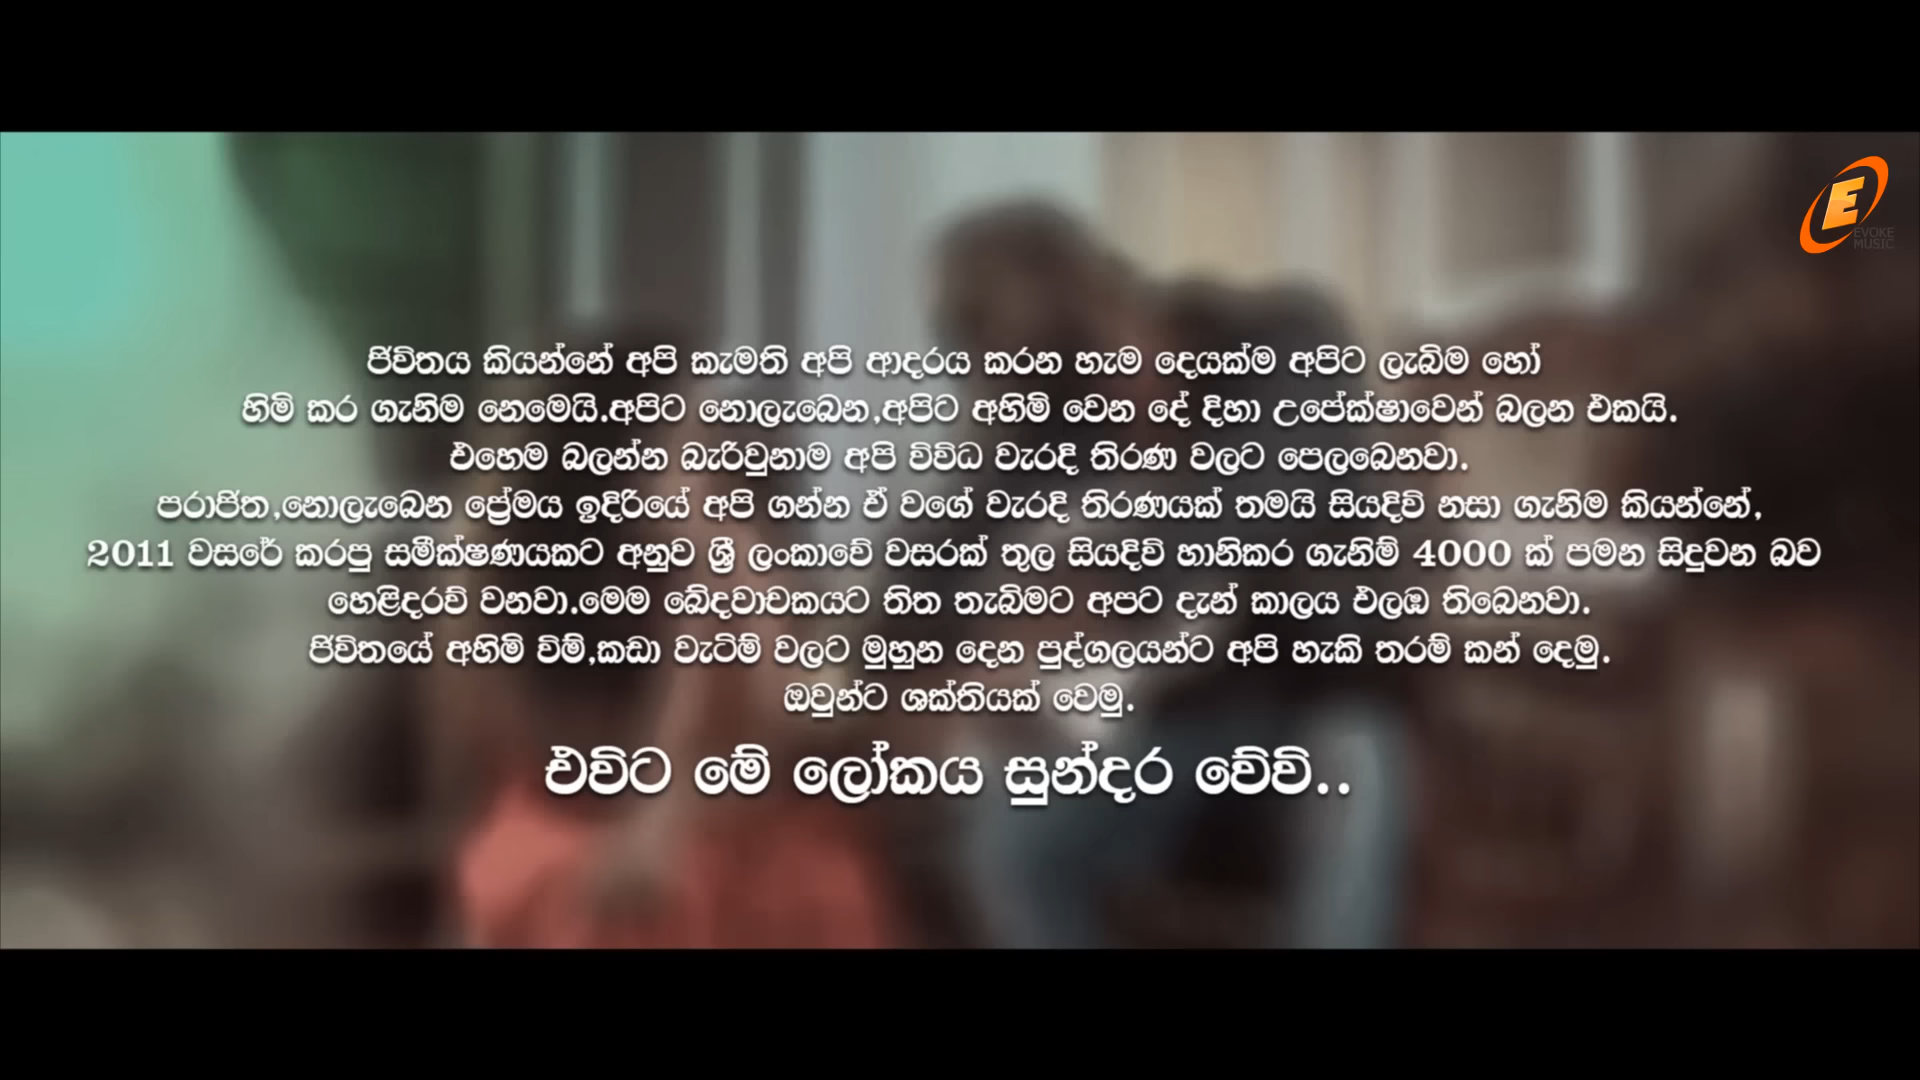 ජීවිතය කියන්නේ අපි කැමති අපි ආදරය කරන හැම දෙයක්ම අපිට ලැබීම හෝ
හිමි කර ගැනීම නෙමෙයි.අපිට නොලැබෙන,අපිට අහිමි වෙන දේ දිහා උපේක්ෂාවෙන් බලන එකයි.
එහෙම බලන්න බැරිවුනාම අපි විවිධ වැරදි තීරණ වලට පෙලබෙනවා.
පරාජිත,නොලැබෙන ප්‍රේමය ඉදිරියේ අපි ගන්න ඒ වගේ වැරදි තීරණයක් තමයි සියදිවි නසා ගැනීම කියන්නේ,
2011 වසරේ කරපු සමීක්ෂණයකට අනුව ශ්‍රී ලංකාවේ වසරක් තුල සියදිවි හානිකර ගැනීම් 4000 ක් පමන සිදුවන බව
හෙළිදරව් වනවා.මෙම ඛේදවාචකයට තිත තැබීමට අපට දැන් කාලය එලඹ තිබෙනවා.
ජීවිතයේ අහිමි වීම්,කඩා වැටීම් වලට මුහුන දෙන පුද්ගලයන්ට අපි හැකි තරම් කන් දෙමු.
ඔවුන්ට ශක්තියක් වෙමු.
එවිට මේ ලෝකය සුන්දර වේවි..
E
EVOKE
MUSIC